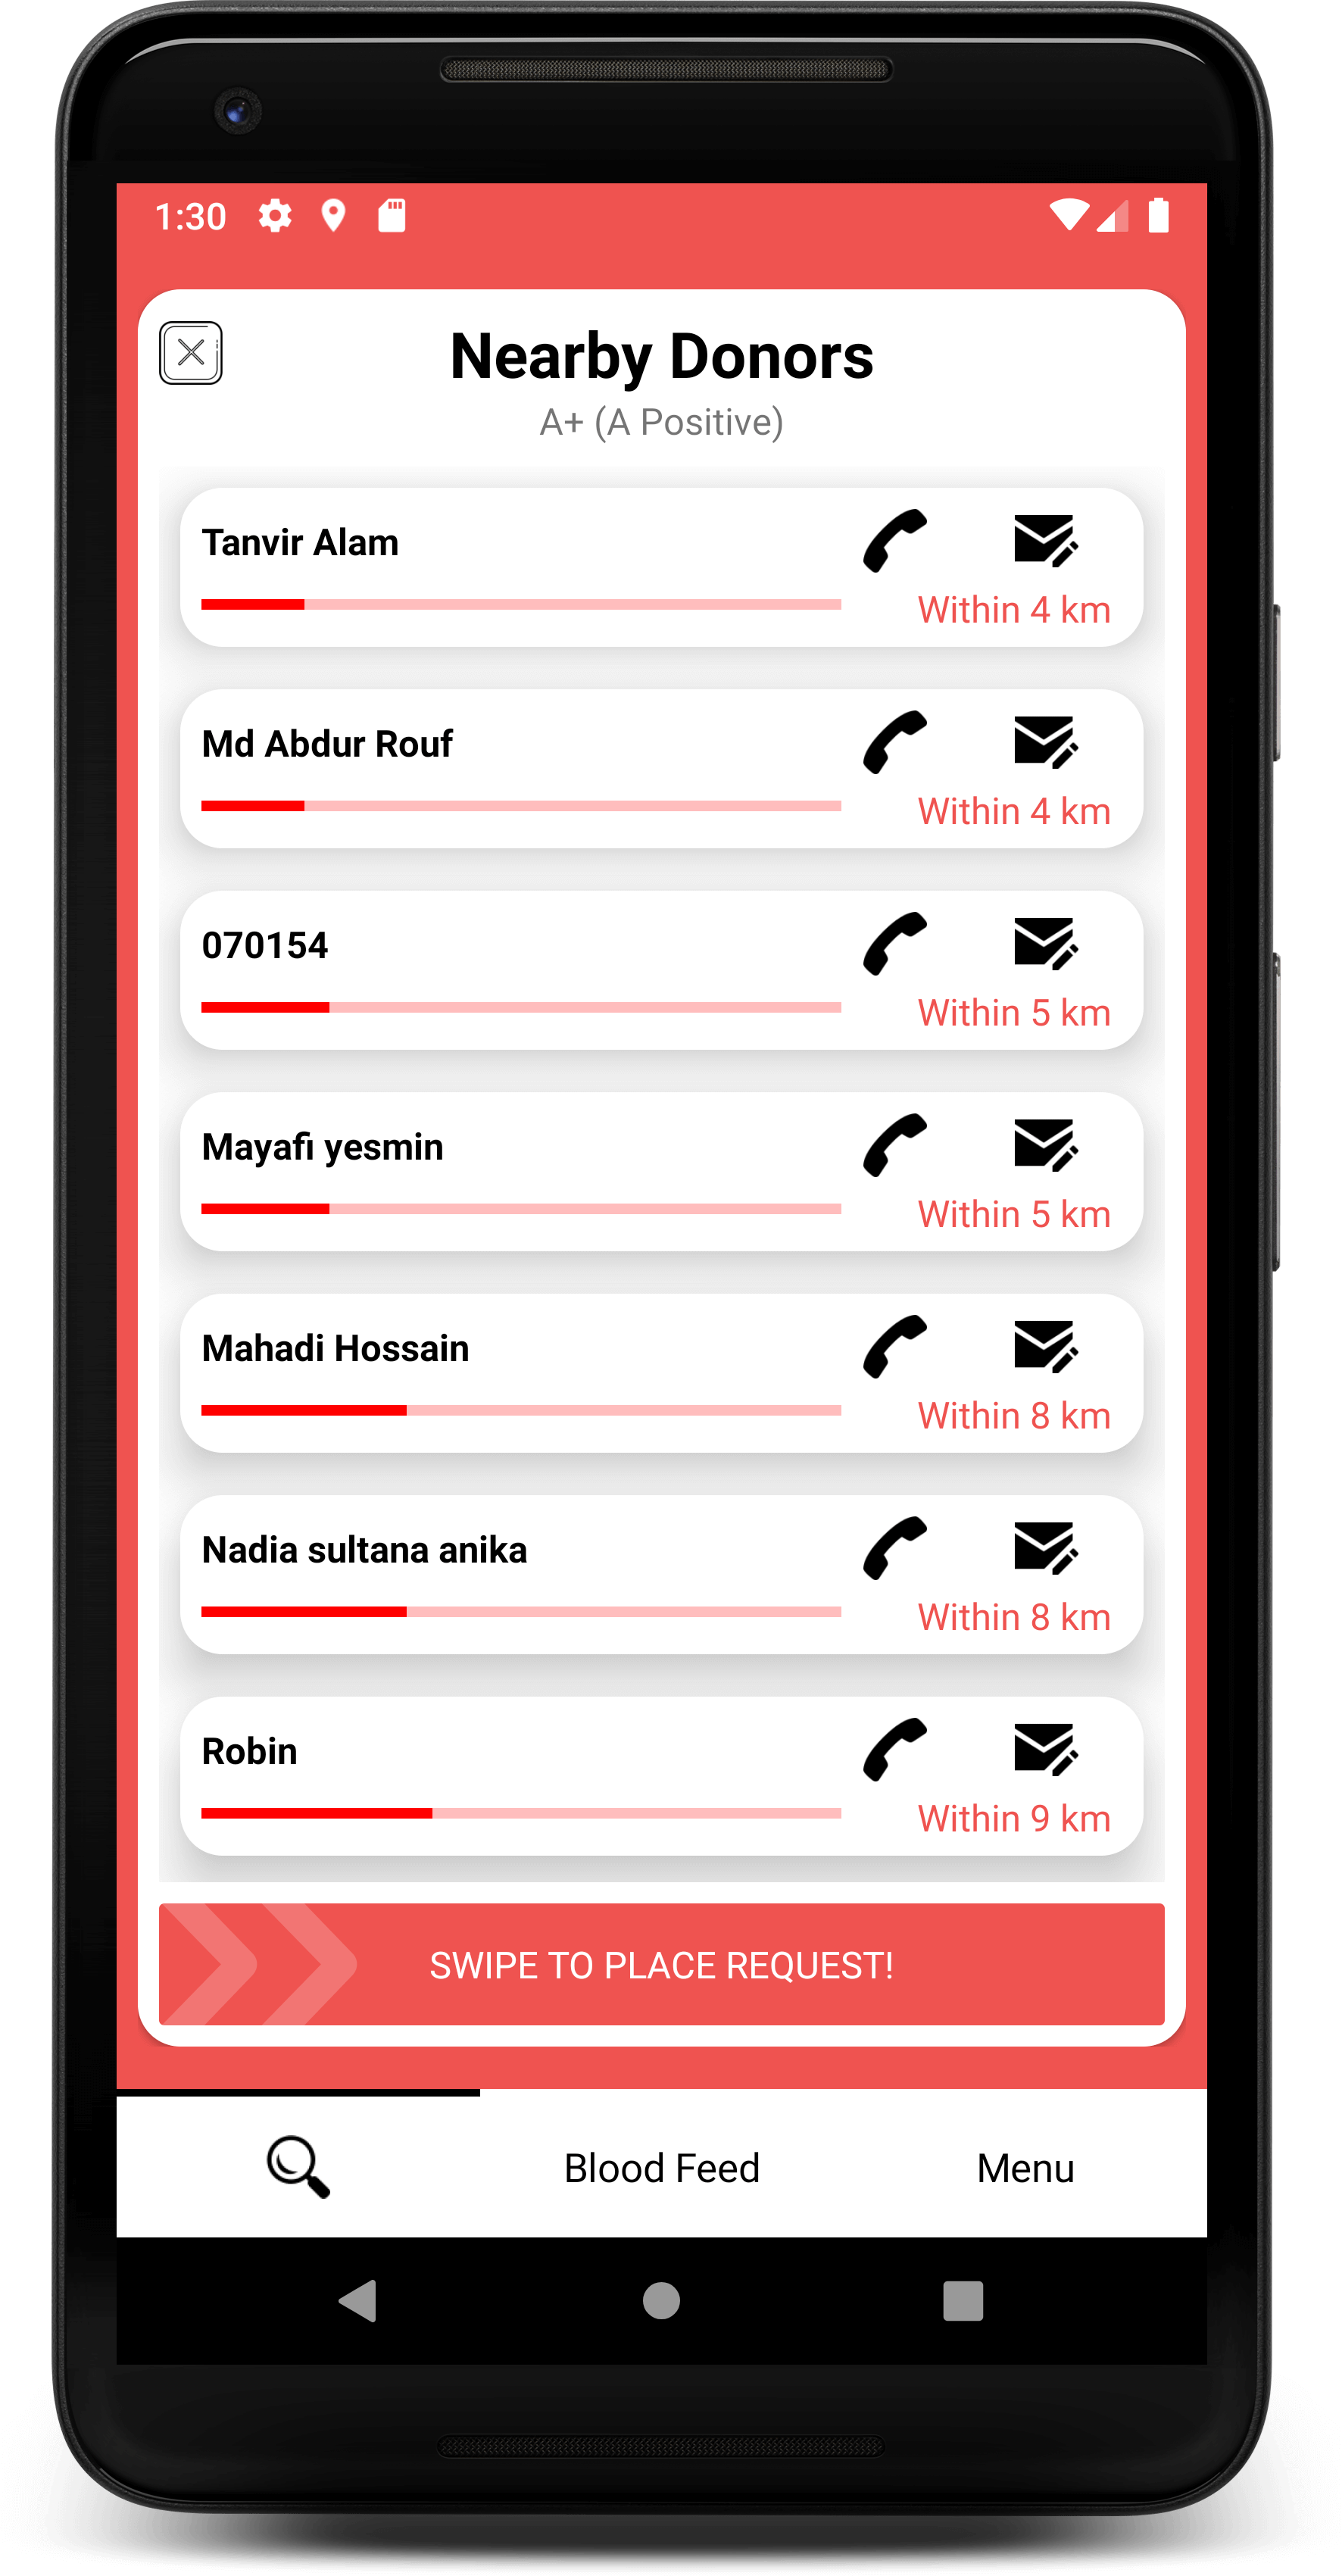 1:30
Nearby Donors
A+ (A Positive)
Tanvir Alam
Within 4 km
Md Abdur Rouf
Within 4 km
070154
Within 5 km
Mayafi yesmin
Within 5 km
Mahadi Hossain
Within 8 km
Nadia sultana anika
Within 8 km
Robin
Within 9 km
SWIPE TO PLACE REQUEST!
Blood Feed
Menu